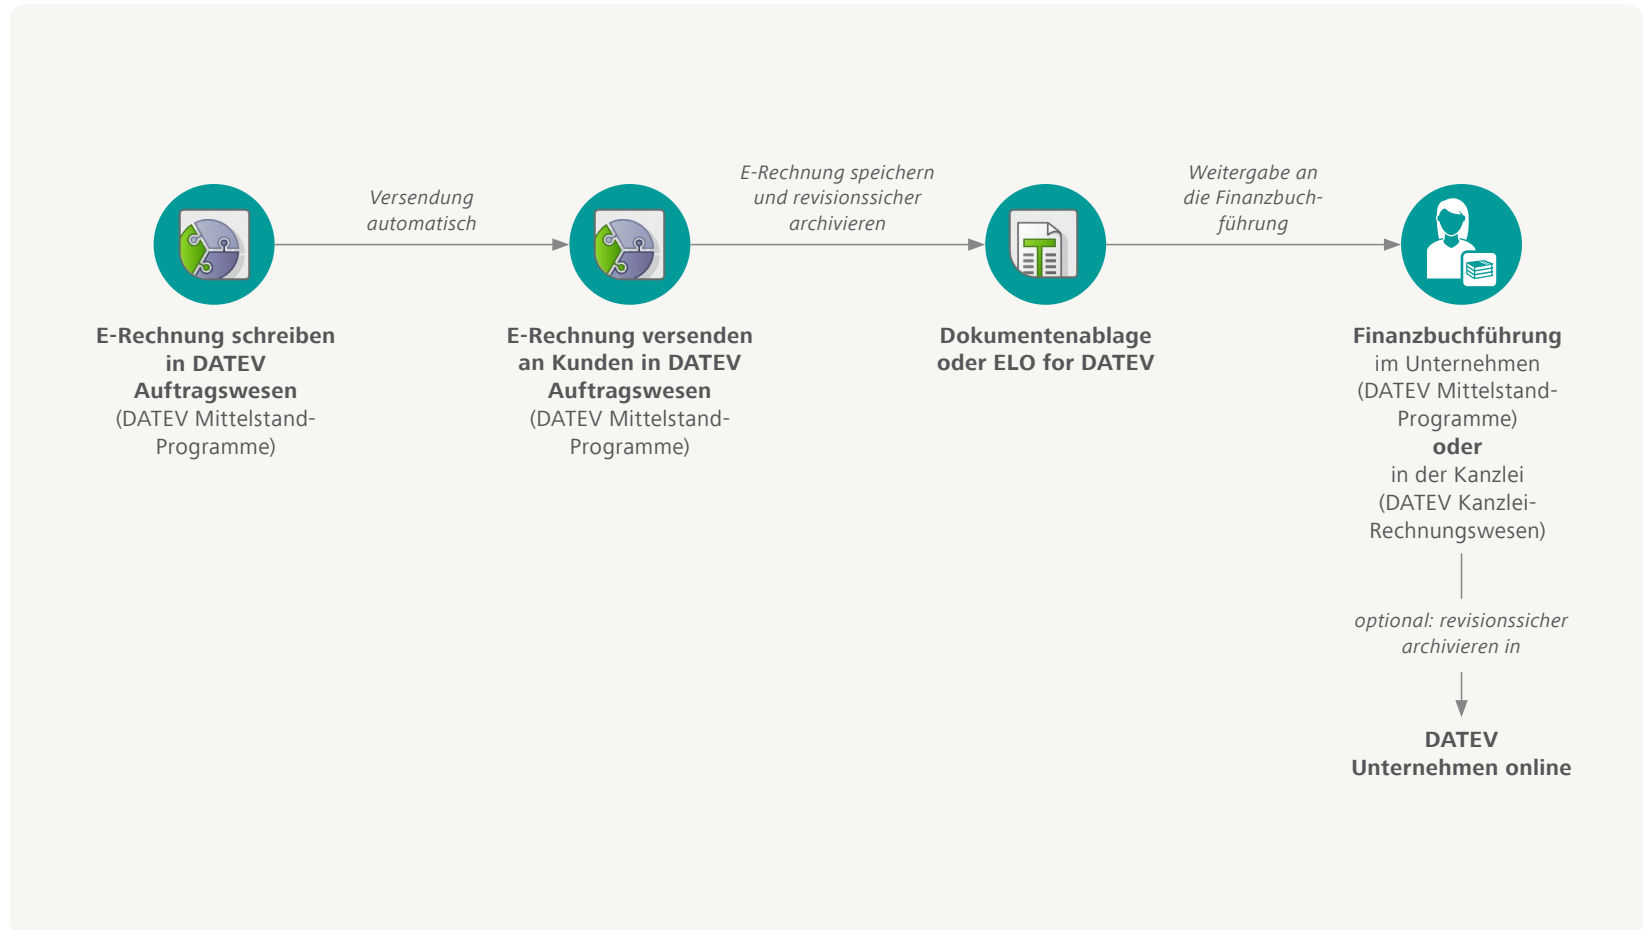 Versendung
automatisch
E-Rechnung speichern
und revisionssicher
archivieren
Weitergabe an
die Finanzbuch-
führung
E-Rechnung schreiben
in DATEV
Auftragswesen
(DATEV Mittelstand-
Programme)
E-Rechnung versenden
an Kunden in DATEV
Auftragswesen
(DATEV Mittelstand-
Programme)
Dokumentenablage
oder ELO for DATEV
Finanzbuchführung
im Unternehmen
(DATEV Mittelstand-
Programme)
oder
in der Kanzlei
(DATEV Kanzlei-
Rechnungswesen)
optional: revisionssicher
archivieren in
DATEV
Unternehmen online